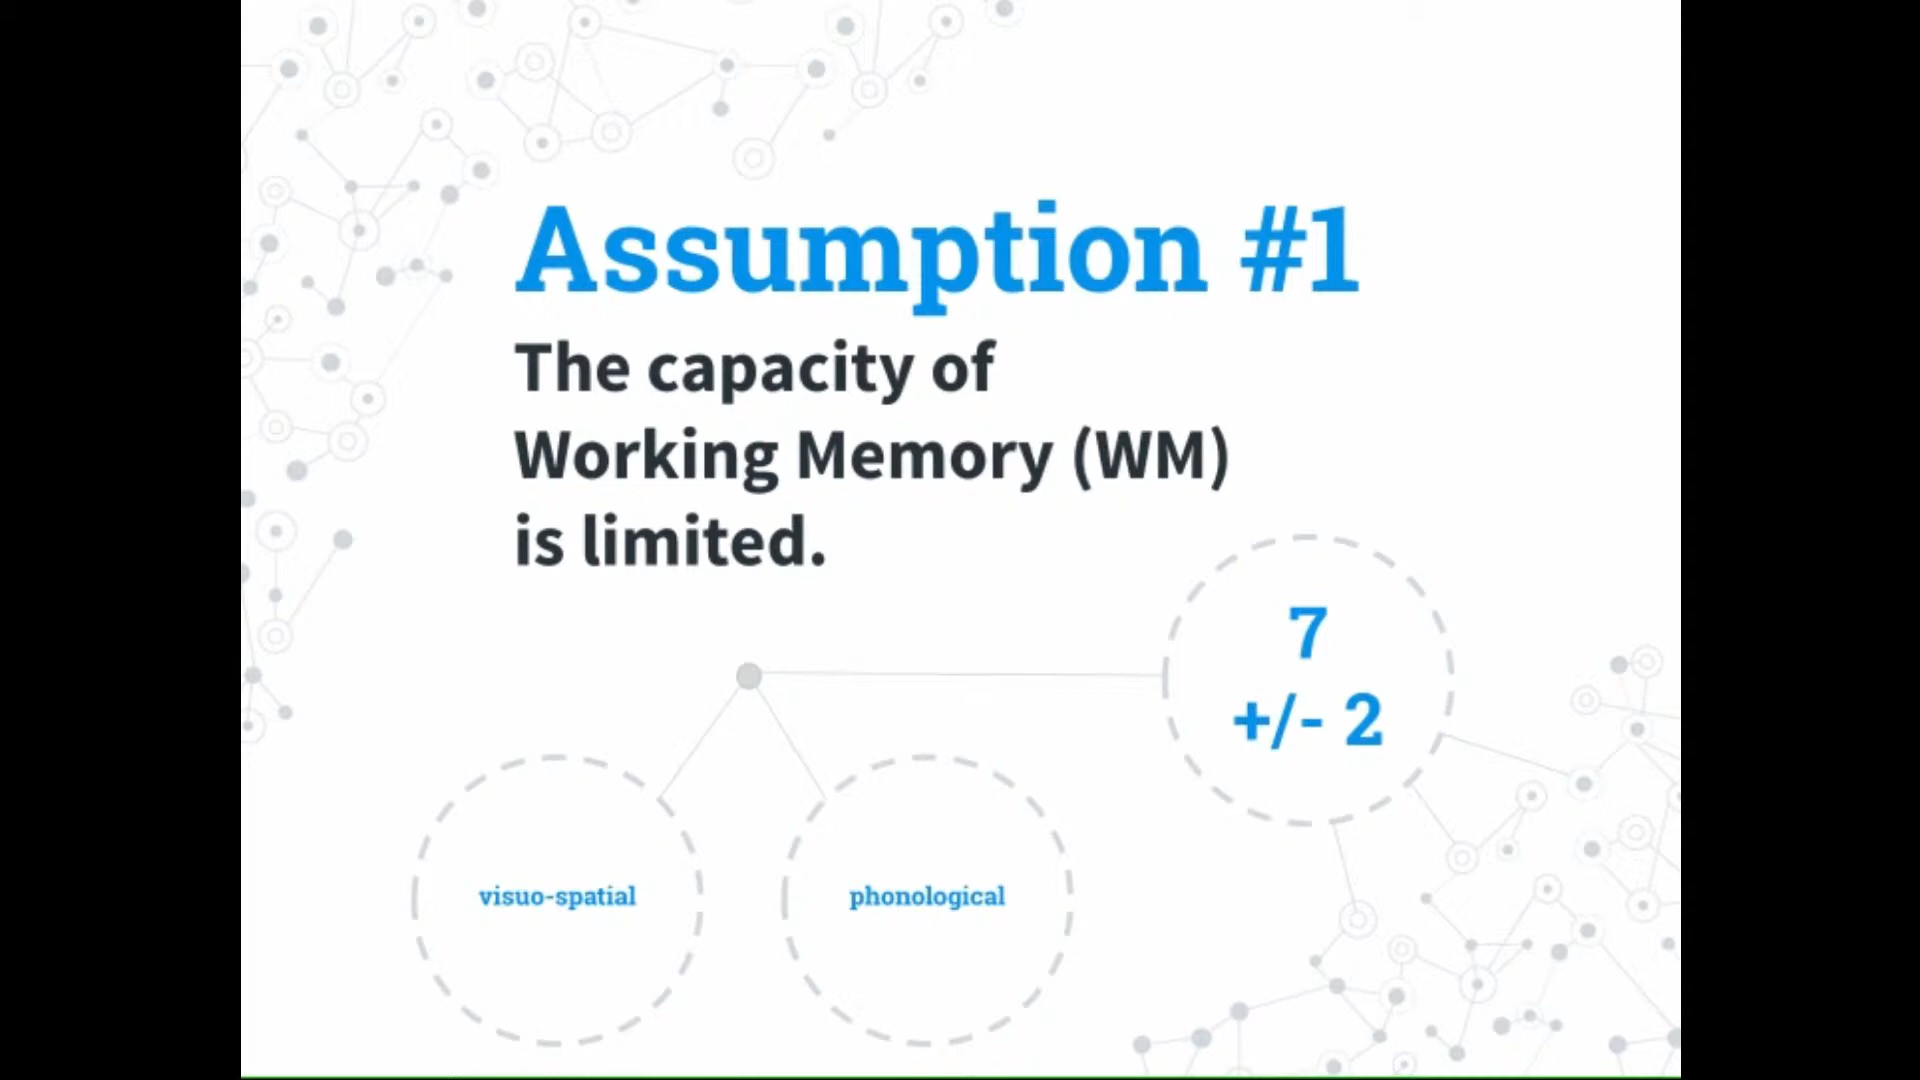 Assumption #1
The capacity of
Working Memory (WM)
is limited.
7
+/- 2
visuo-spatial
phonological